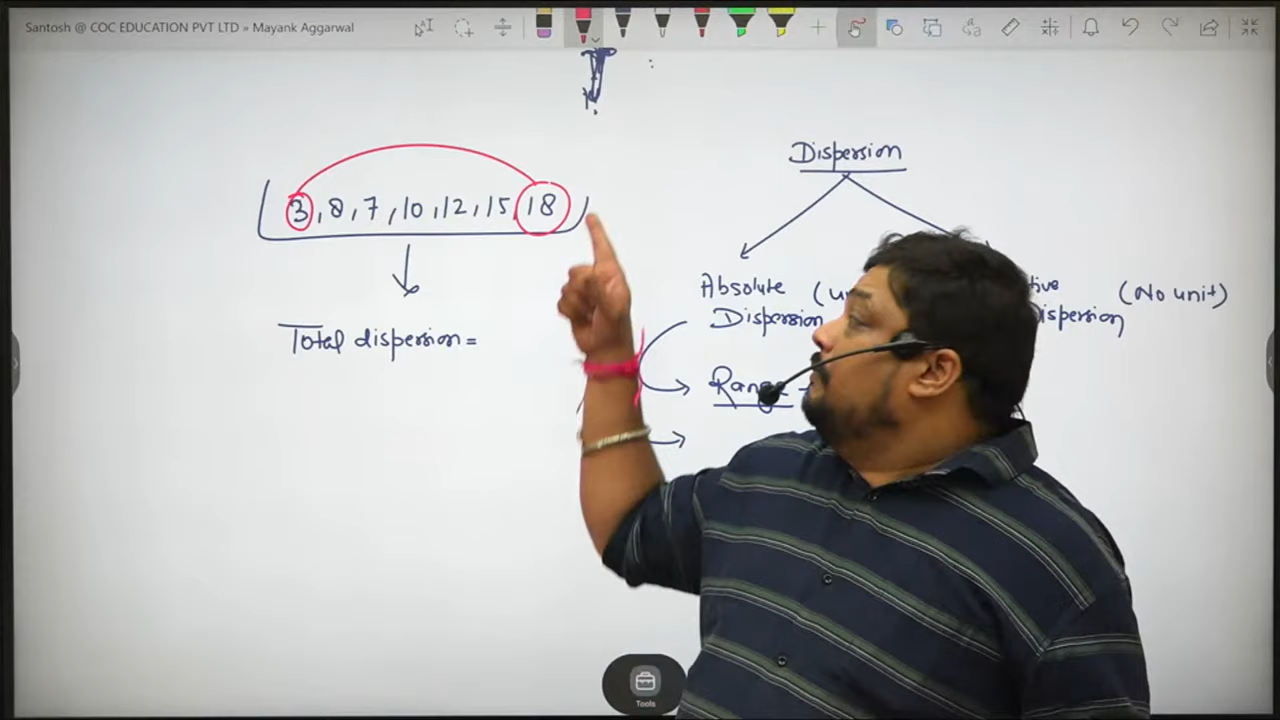 Santosh @ COC EDUCATION PVT LTD » Mayank Aggarwal
Dispersion
3, 8, 7, 10, 12, 15, 18
Absolute
Dispersion
(No unit)
Dispersion
Total dispersion =
Range
Tools